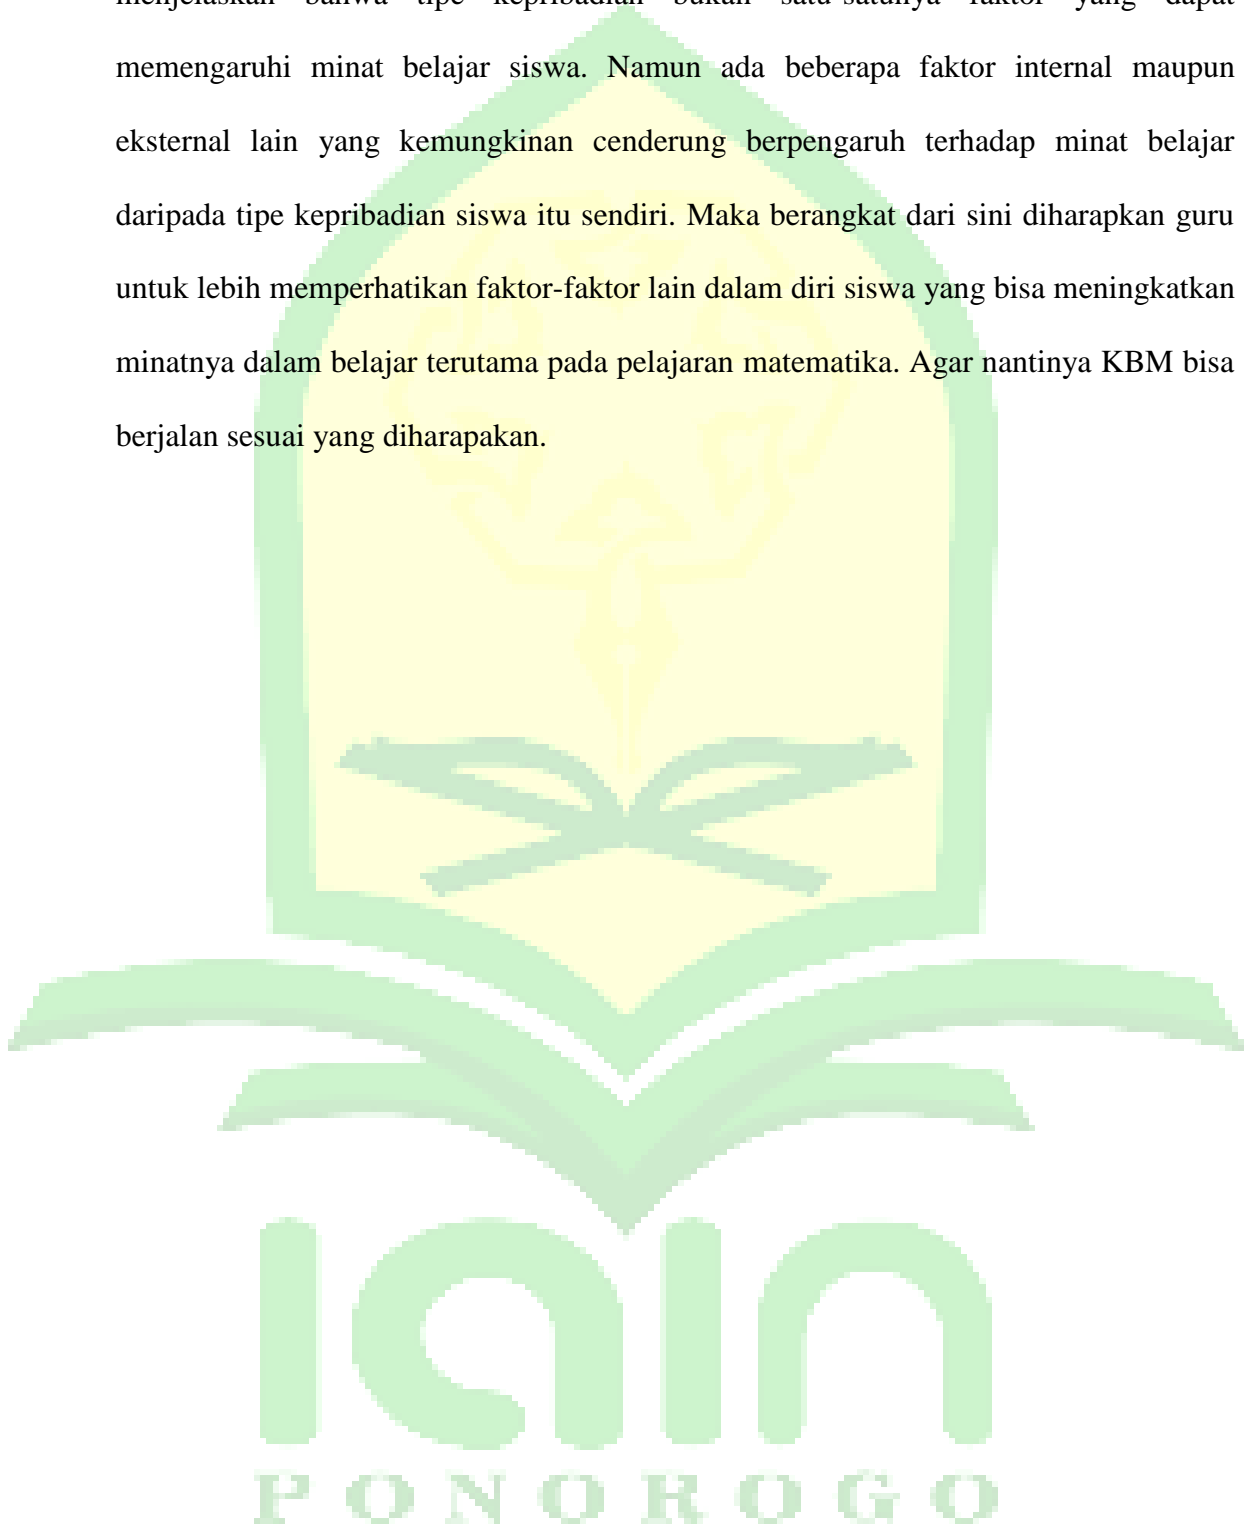 menjelaskan bahwa tipe kepribadian bukan satu-satunya faktor yang dapat
memengaruhi minat belajar siswa. Namun ada beberapa faktor internal maupun
eksternal lain yang kemungkinan cenderung berpengaruh terhadap minat belajar
daripada tipe kepribadian siswa itu sendiri. Maka berangkat dari sini diharapkan guru
untuk lebih memperhatikan faktor-faktor lain dalam diri siswa yang bisa meningkatkan
minatnya dalam belajar terutama pada pelajaran matematika. Agar nantinya KBM bisa
berjalan sesuai yang diharapakan.
IAIN
PONOROGO